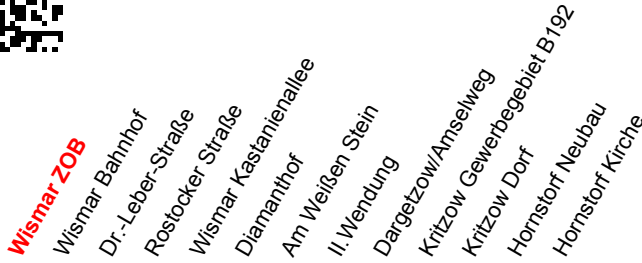 Wismar ZOB
Wismar Bahnhof
Dr.-Leber-Straße
Rostocker Straße
Wismar Kastanienallee
Diamanthof
Am Weißen Stein
II. Wendung
Dargetzow/Amselweg
Kritzow Gewerbegebiet B192
Kritzow Dorf
Hornstorf Neubau
Hornstorf Kirche